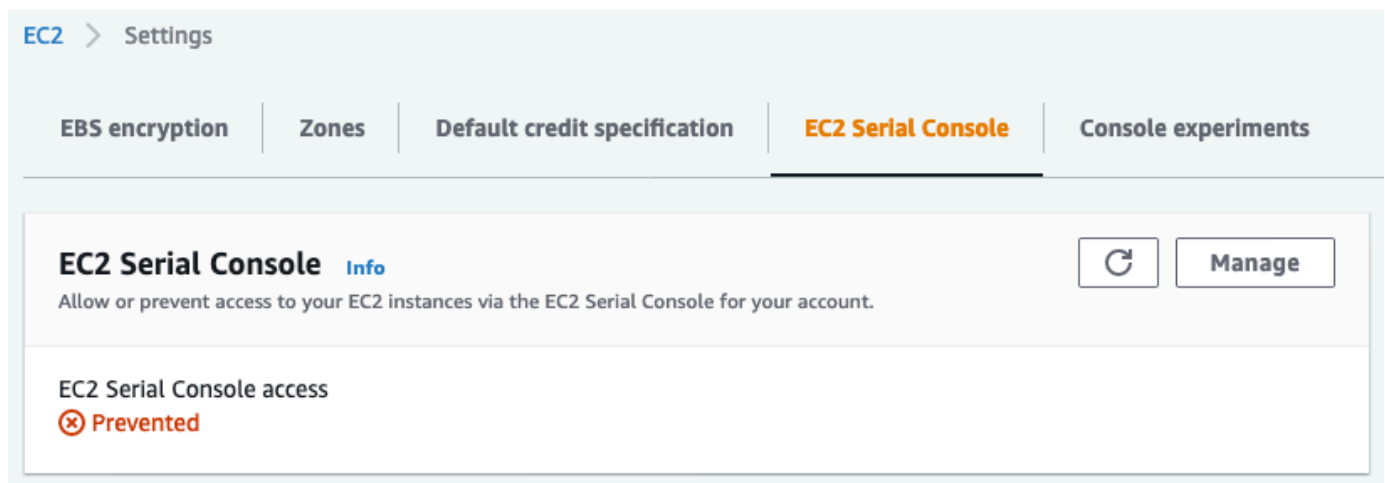 EC2 > Settings
EBS encryption Zones Default credit specification EC2 Serial Console Console experiments
EC2 Serial Console Info
Manage
Allow or prevent access to your EC2 instances via the EC2 Serial Console for your account.
EC2 Serial Console access
Prevented